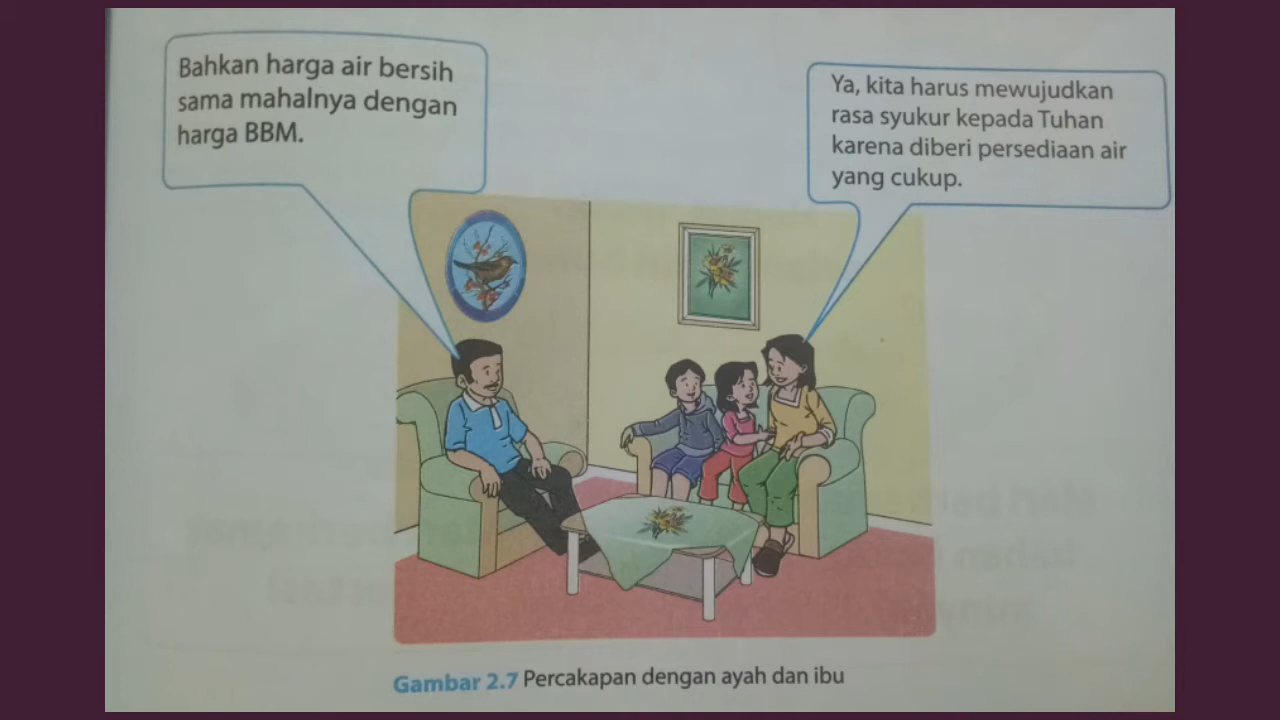 Bahkan harga air bersih
sama mahalnya dengan
harga BBM.
Ya, kita harus mewujudkan
rasa syukur kepada Tuhan
karena diberi persediaan air
yang cukup.
Gambar 2.7 Percakapan dengan ayah dan ibu